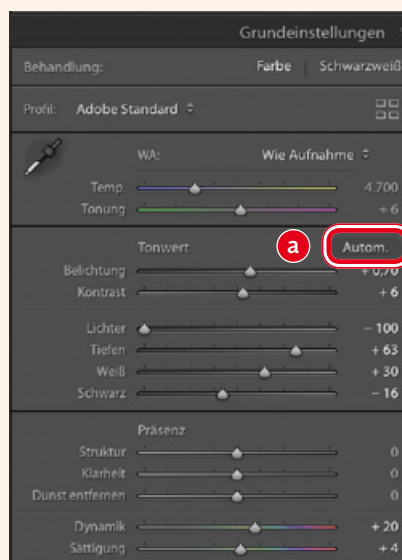 Grundeinstellungen
Behandlung: Farbe | Schwarzweiß
Profil: Adobe Standard
WA: Wie Aufnahme
Temp. 4.700
Tonung + 6
a
Tonwert Autom.
Belichtung + 0,70
Kontrast + 6
Lichter − 100
Tiefen + 63
Weiß + 30
Schwarz − 16
Präsenz
Struktur 0
Klarheit 0
Dunst entfernen 0
Dynamik + 20
Sättigung + 4